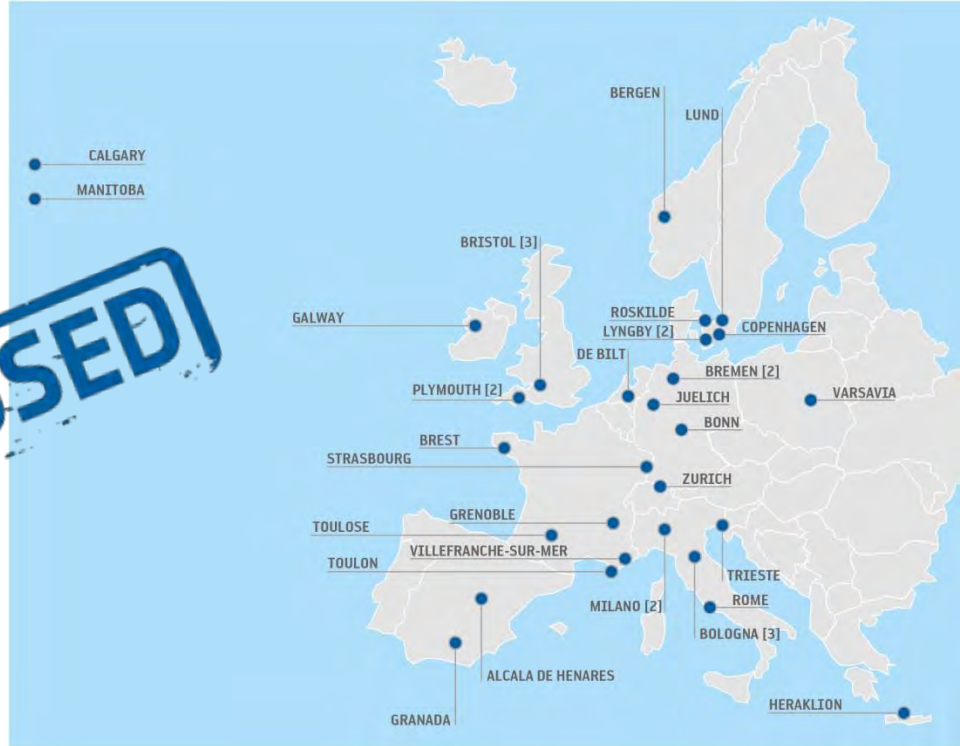 BERGEN
LUND
CALGARY
MANITOBA
BRISTOL [3]
GALWAY
ROSKILDE
LYNGBY [2]
COPENHAGEN
DE BILT
BREMEN [2]
PLYMOUTH [2]
JUELICH
VARSAVIA
BONN
BREST
STRASBOURG
ZURICH
GRENOBLE
TOULOSE
VILLEFRANCHE-SUR-MER
TOULON
TRIESTE
MILANO [2]
ROME
BOLOGNA [3]
ALCALA DE HENARES
HERAKLION
GRANADA